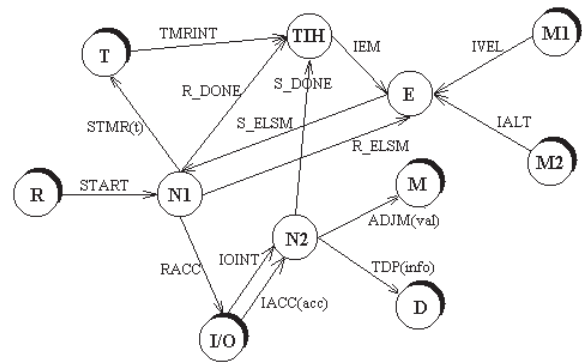 TMRINT
TIH
IEM
IVEL
M1
T
R_DONE
S_DONE
E
STMR(t)
S_ELSM
IALT
R_ELSM
M2
R
START
N1
M
ADJM(val)
RACC
IOINT
N2
TDP(info)
IACC(acc)
D
I/O